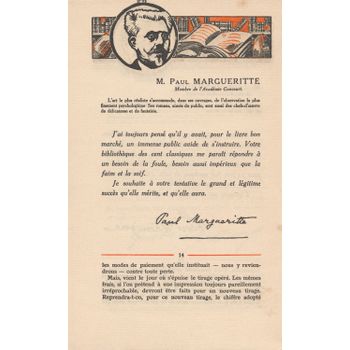 M. PAUL MARGUERITTE
Membre de l'Académie Goncourt.
L'art le plus réaliste s'accommode, dans ses ouvrages, de l'observation la plus
finement psychologique. Ses romans, aimés du public, sont aussi des chefs-d'œuvre
de délicatesse et de fantaisie.
J'ai toujours pensé qu'il y avait, pour le livre bon
marché, un immense public avide de s'instruire. Votre
bibliothèque des cent classiques me paraît répondre à
un besoin de la foule, besoin aussi impérieux que la
faim et la soif.
Je souhaite à votre tentative le grand et légitime
succès qu'elle mérite, et qu'elle aura.
Paul Margueritte
14
les modes de paiement qu'elle instituait — nous y revien-
drons — contre toute perte.
Mais, vient le jour où s'épuise le tirage opéré. Les mêmes
frais, si l'on prétend à une impression toujours pareillement
irréprochable, devront être faits pour un nouveau tirage.
Reprendra-t-on, pour ce nouveau tirage, le chiffre adopté